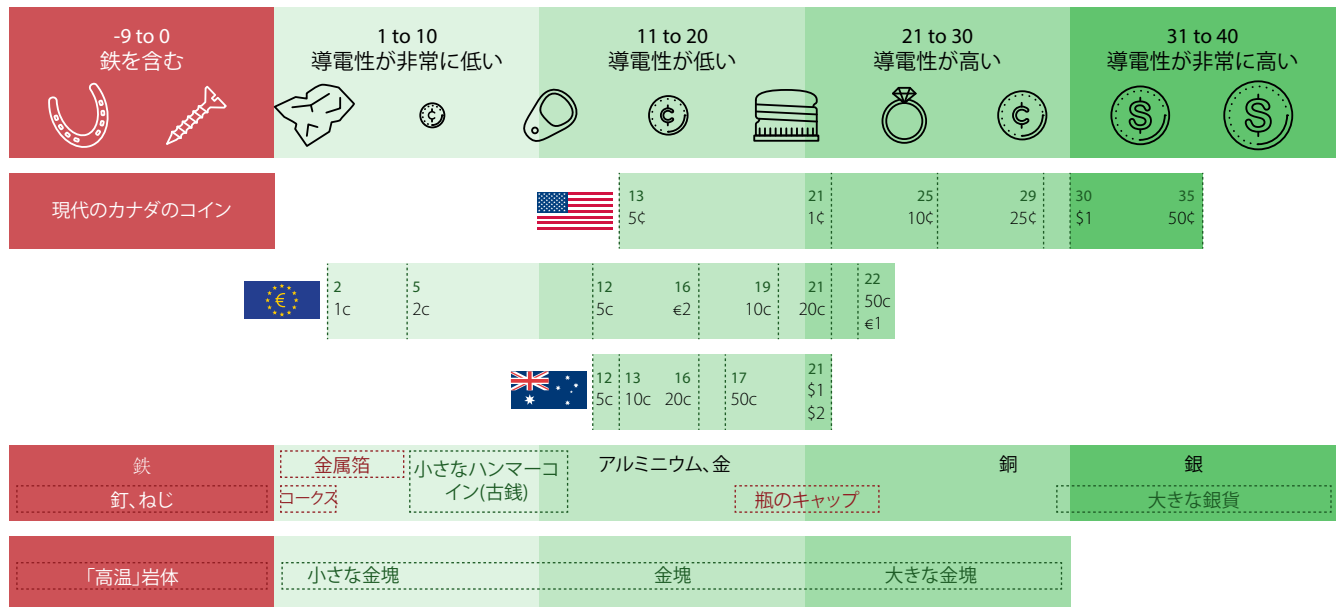 -9 to 0
鉄を含む
1 to 10
導電性が非常に低い
11 to 20
導電性が低い
21 to 30
導電性が高い
31 to 40
導電性が非常に高い
¢
¢
¢
$
$
現代のカナダのコイン
13
5¢
21
1¢
25
10¢
29
25¢
30
$1
35
50¢
€
2
1c
5
2c
12
5c
16
€2
19
10c
21
20c
22
50c
€1
12
5c
13
10c
16
20c
17
50c
21
$1
$2
鉄
金属箔
小さなハンマーコ
イン(古銭)
アルミニウム、金
銅
銀
釘、ねじ
コークス
瓶のキャップ
大きな銀貨
「高温」岩体
小さな金塊
金塊
大きな金塊